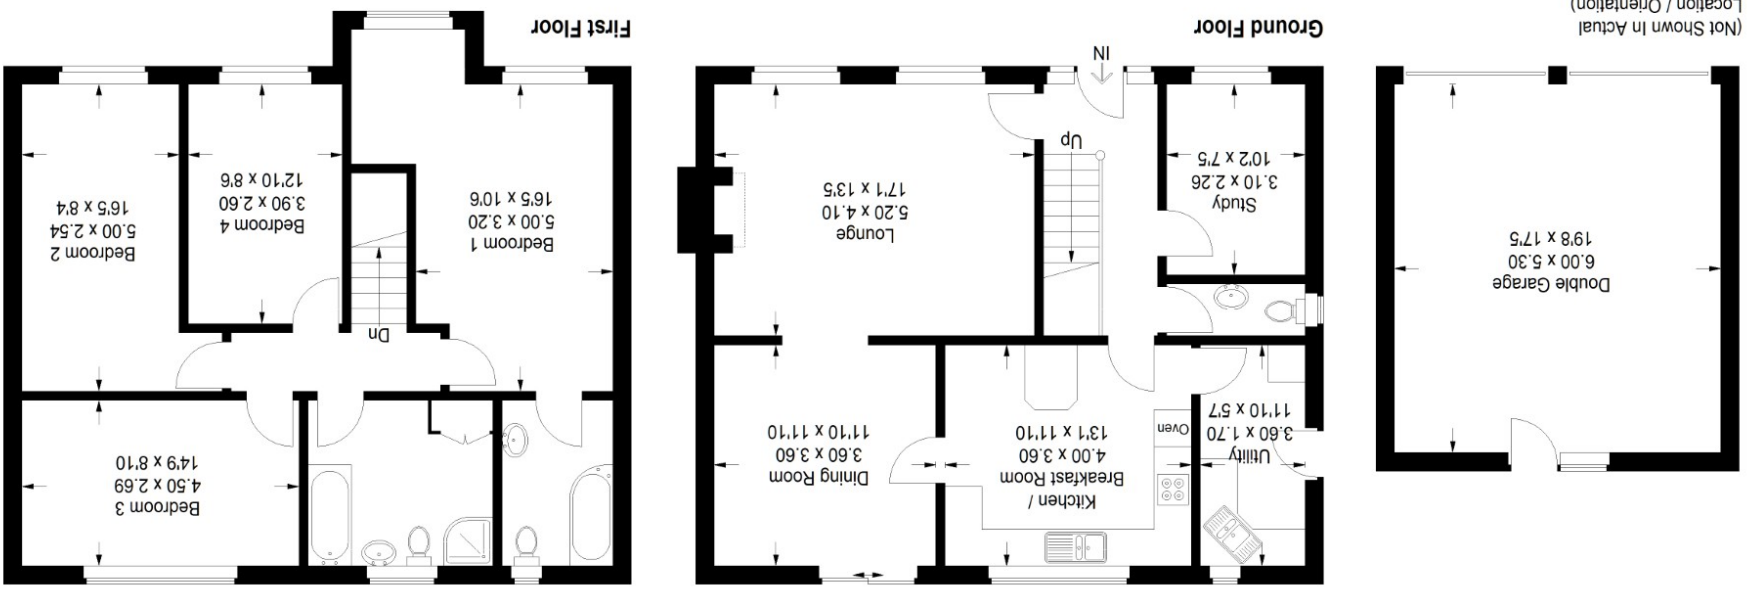 Double Garage
6.00 x 5.30
19'8 x 17'5
(Not Shown In Actual
Location / Orientation)
Utility
3.60 x 1.70
11'10 x 5'7
Oven
Kitchen /
Breakfast Room
4.00 x 3.60
13'1 x 11'10
Dining Room
3.60 x 3.60
11'10 x 11'10
Study
3.10 x 2.26
10'2 x 7'5
Up
Lounge
5.20 x 4.10
17'1 x 13'5
IN
Ground Floor
Bedroom 3
4.50 x 2.69
14'9 x 8'10
Dn
Bedroom 1
5.00 x 3.20
16'5 x 10'6
Bedroom 4
3.90 x 2.60
12'10 x 8'6
Bedroom 2
5.00 x 2.54
16'5 x 8'4
First Floor